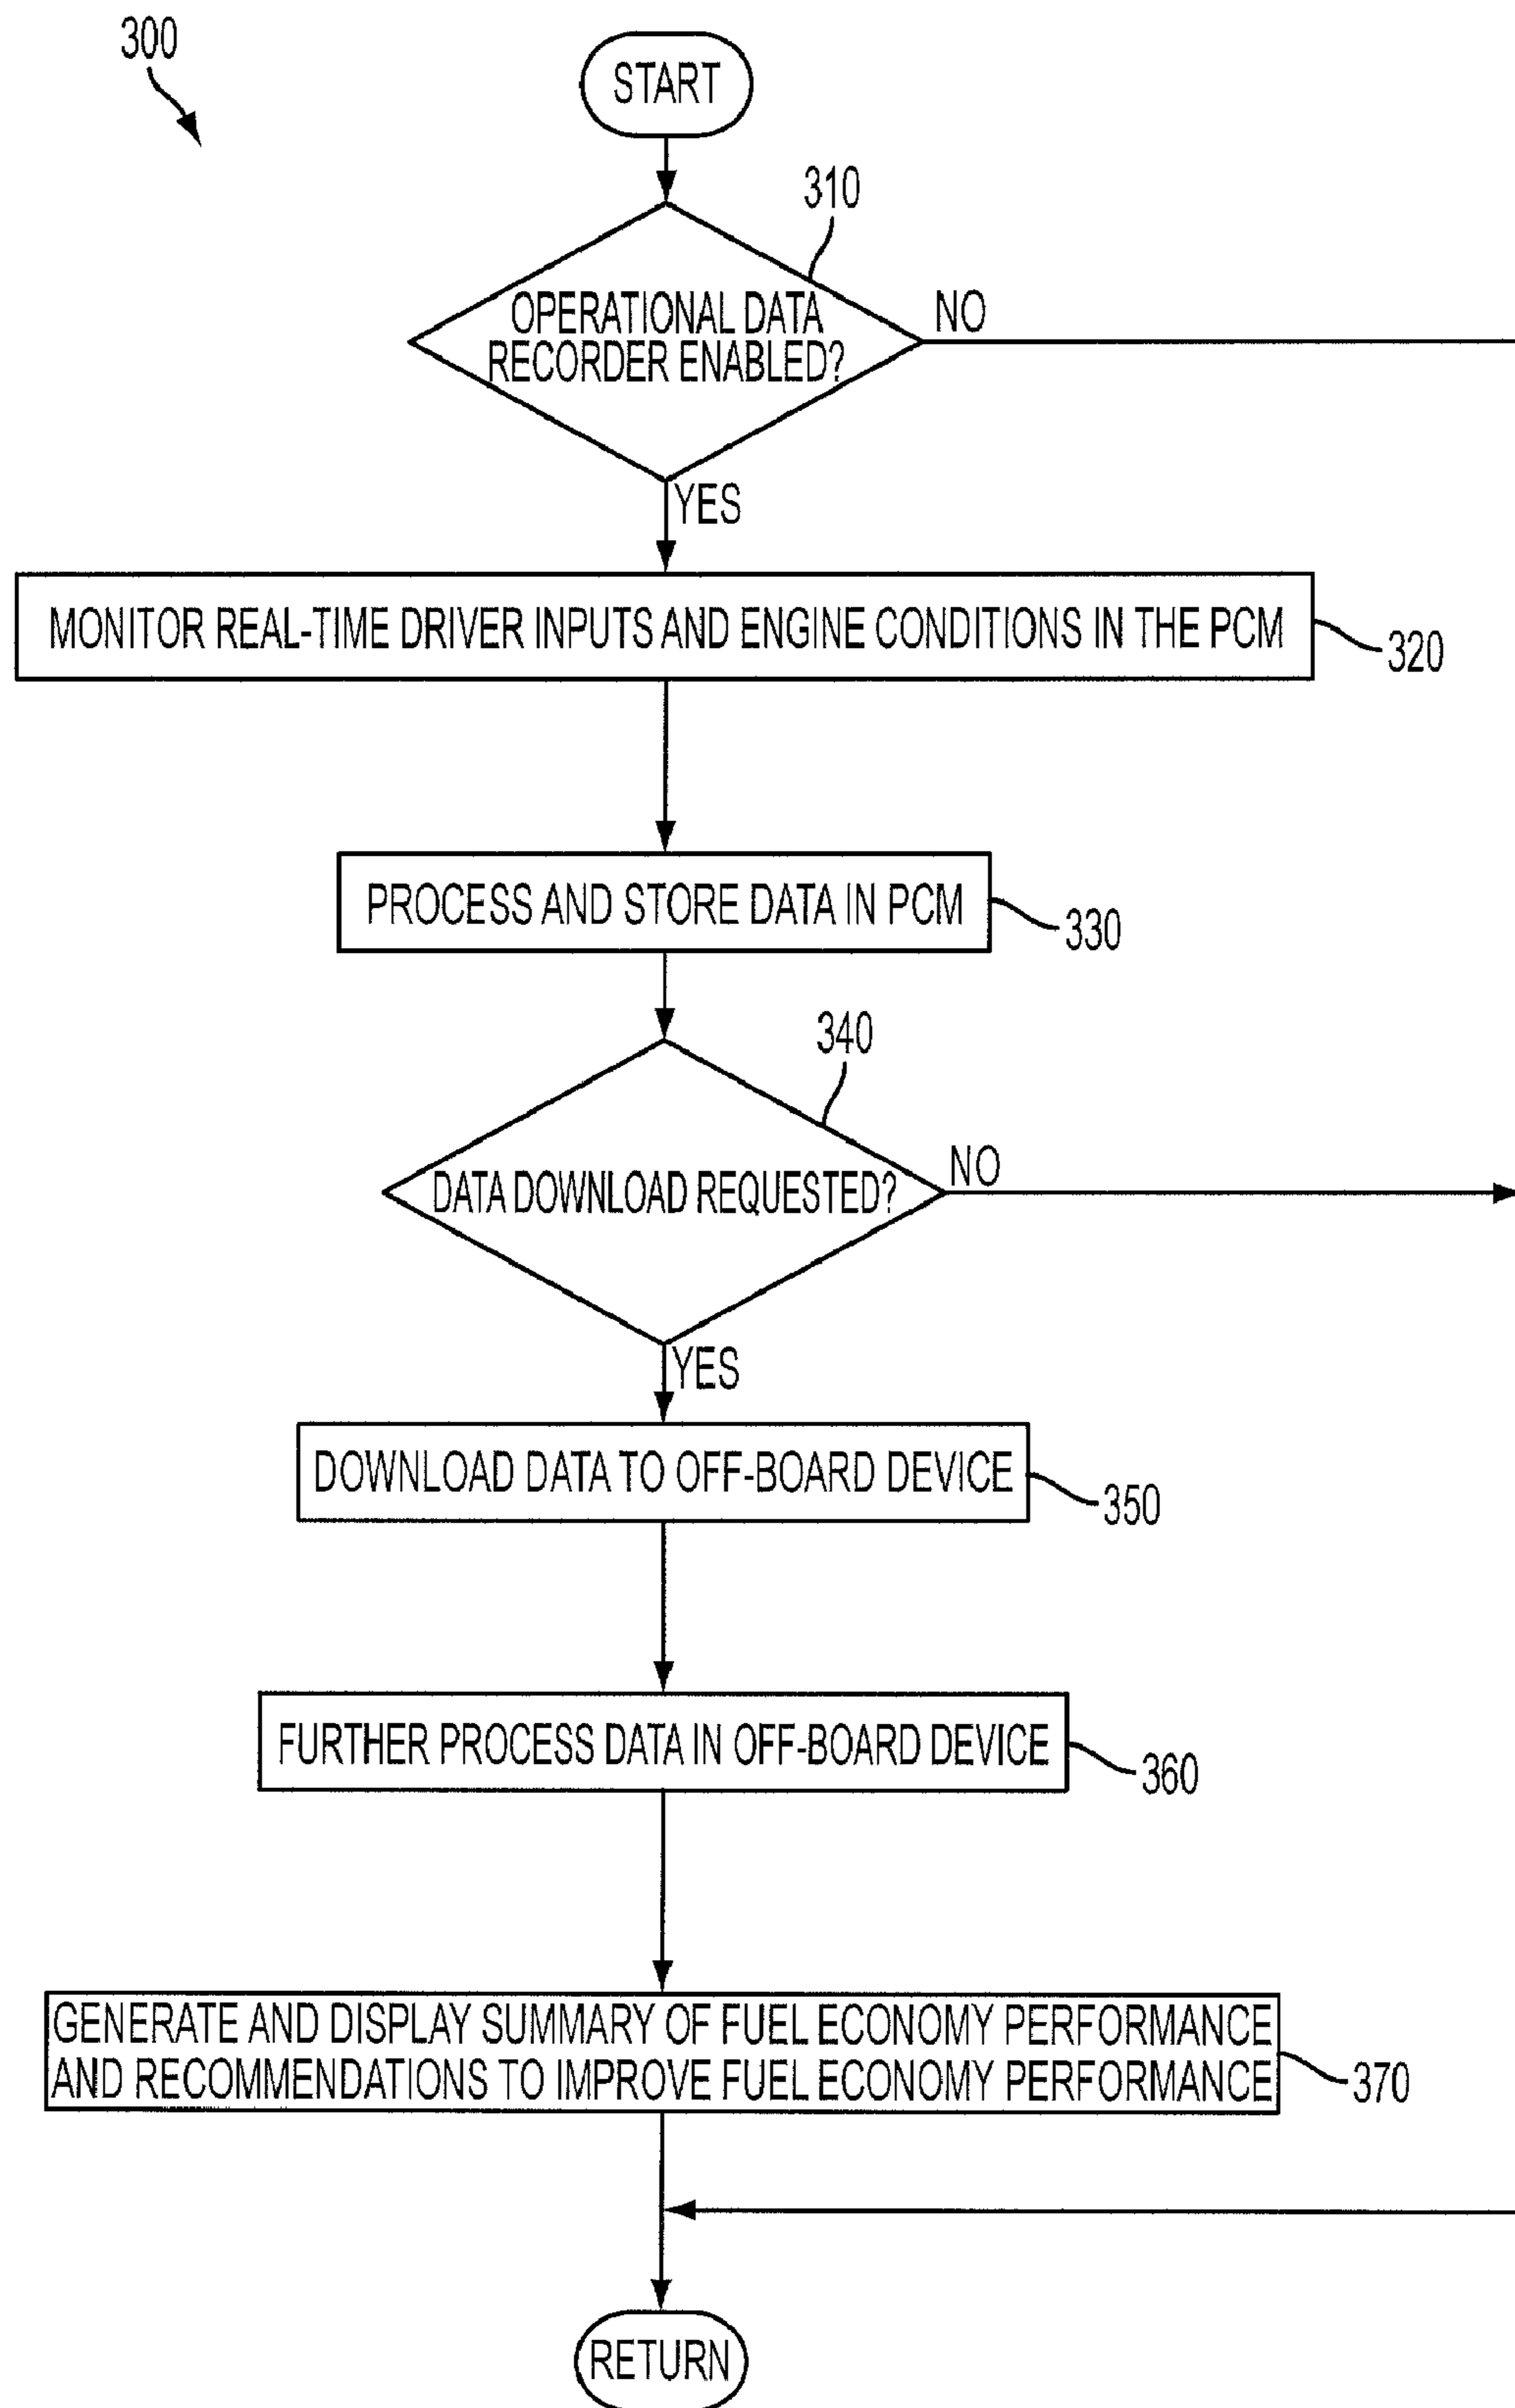 300
START
310
OPERATIONAL DATA
RECORDER ENABLED?
NO
YES
MONITOR REAL-TIME DRIVER INPUTS AND ENGINE CONDITIONS IN THE PCM
320
PROCESS AND STORE DATA IN PCM
330
340
DATA DOWNLOAD REQUESTED?
NO
YES
DOWNLOAD DATA TO OFF-BOARD DEVICE
350
FURTHER PROCESS DATA IN OFF-BOARD DEVICE
360
GENERATE AND DISPLAY SUMMARY OF FUEL ECONOMY PERFORMANCE
AND RECOMMENDATIONS TO IMPROVE FUEL ECONOMY PERFORMANCE
370
RETURN